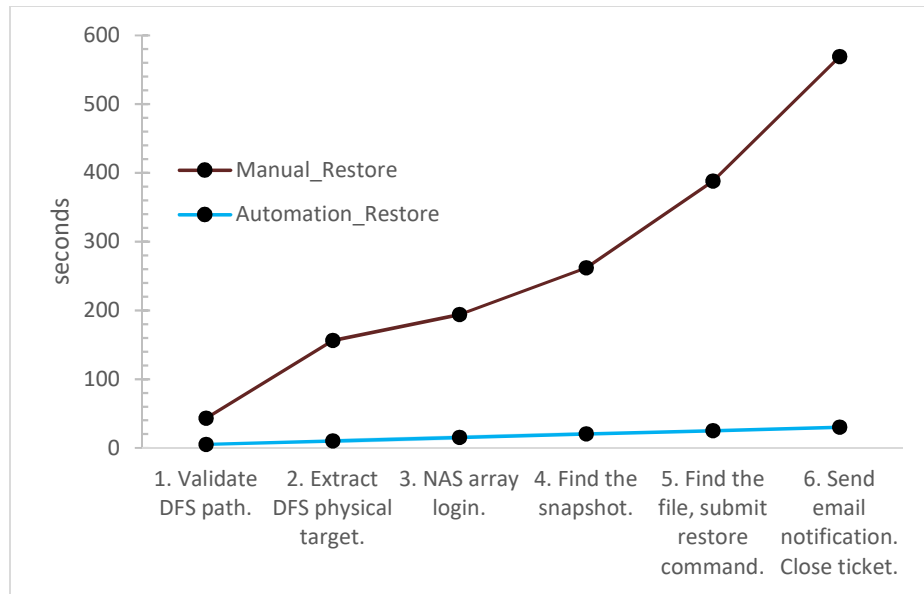 600
500
400
300
200
100
0
seconds
Manual_Restore
Automation_Restore
1. Validate
DFS path.
2. Extract
DFS physical
target.
3. NAS array
login.
4. Find the
snapshot.
5. Find the
file, submit
restore
command.
6. Send
email
notification.
Close ticket.